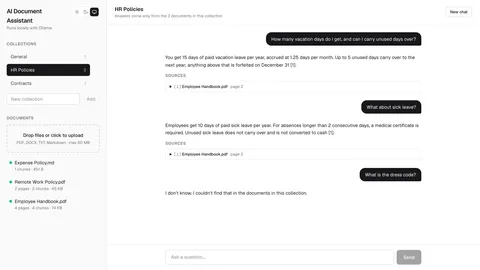 AI Document
Assistant
Runs locally with Ollama
COLLECTIONS
General
HR Policies
Contracts
New collection
Add
DOCUMENTS
Drop files or click to upload
PDF, DOCX, TXT, Markdown
Expense Policy.md
Remote Work Policy.pdf
Employee Handbook.pdf
HR Policies
Answers come only from the 2 documents in this collection
New chat
How many vacation days do I get, and can I carry unused days over?
You get 15 days of paid vacation leave per year, accrued at 1.25 days per month. Up to 5 unused days carry over to the
next year; anything above that is forfeited on December 31 [1].
SOURCES
[1] Employee Handbook.pdf page 2
What about sick leave?
Employees get 10 days of paid sick leave per year. For absences longer than 2 consecutive days, a medical certificate is
required. Unused sick leave does not carry over and is not converted to cash [1].
SOURCES
[1] Employee Handbook.pdf page 2
What is the dress code?
I don't know, I couldn't find that in the documents in this collection.
Ask a question...
Send